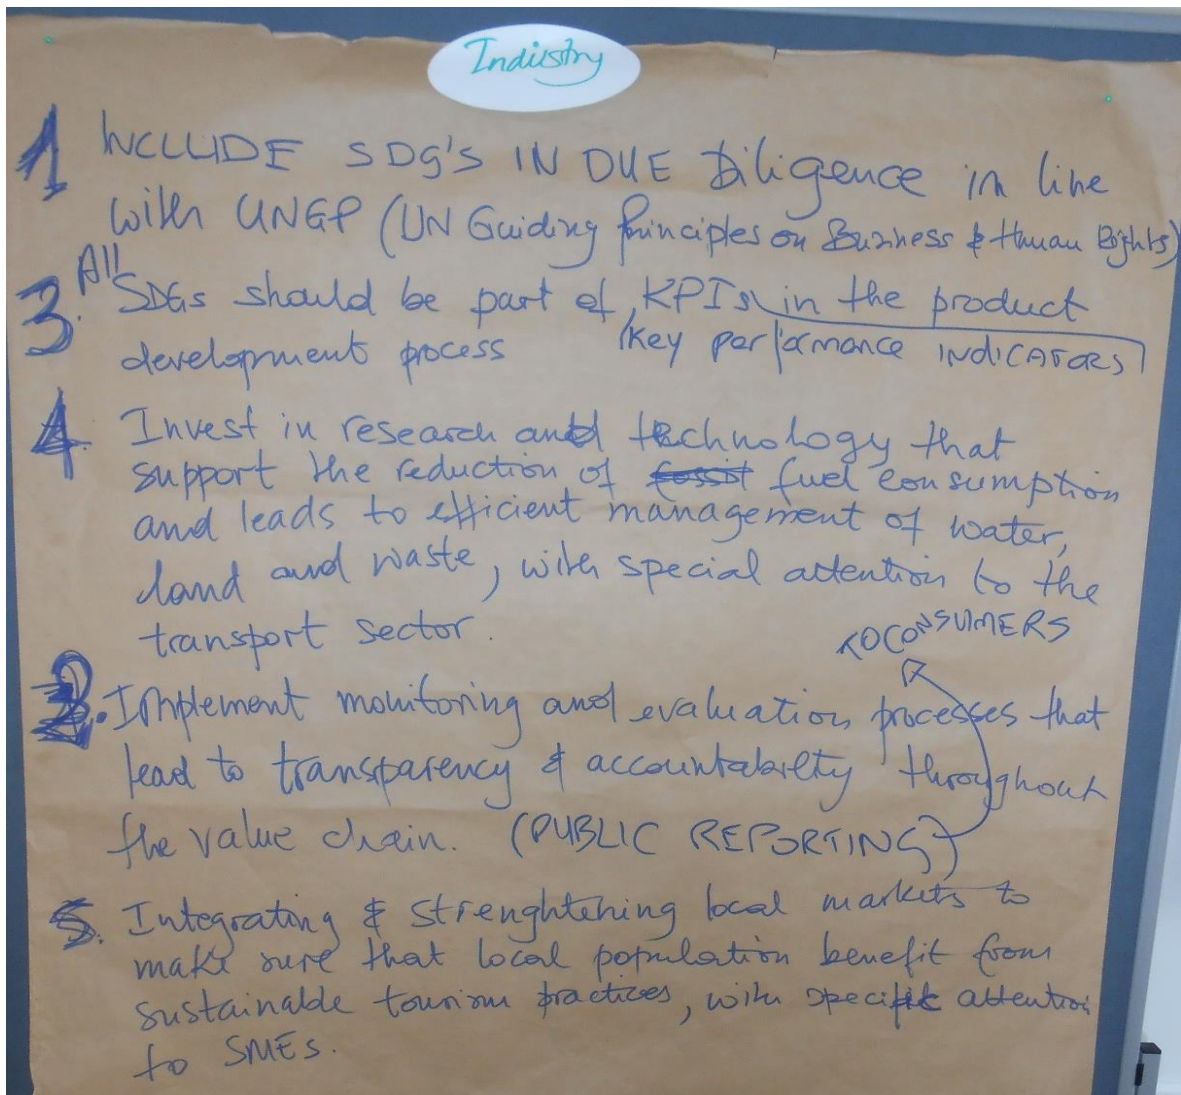 Industry
1 INCLUDE SDG'S IN DUE Diligence in line
with UNGP (UN Guiding Principles on Business & Human Rights)
3. All SDGs should be part of KPIs in the product
development process (key performance INDICATORS)
4. Invest in research and technology that
support the reduction of fuel consumption
and leads to efficient management of water,
land and waste, with special attention to the
transport sector.
TO CONSUMERS
2. Implement monitoring and evaluation processes that
lead to transparency & accountabilty throughout
the value chain. (PUBLIC REPORTING)
5. Integrating & strenghtening local markets to
make sure that local population benefit from
sustainable tourism practices, with specific attention
to SMEs.